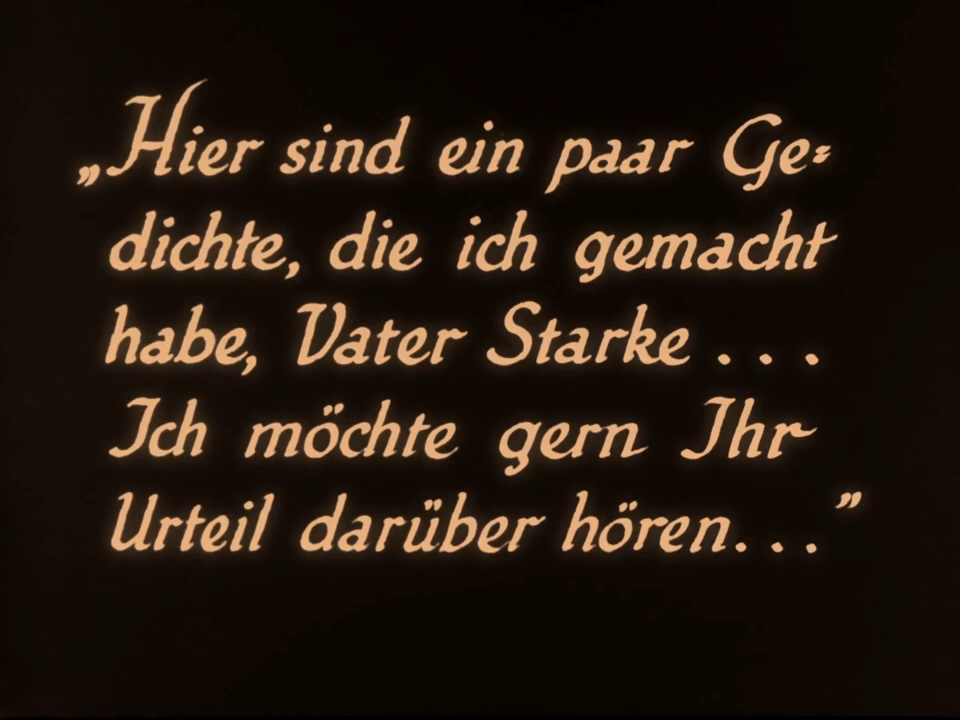 „Hier sind ein paar Ge-
dichte, die ich gemacht
habe, Vater Starke . . .
Ich möchte gern Ihr
Urteil darüber hören. . . ”